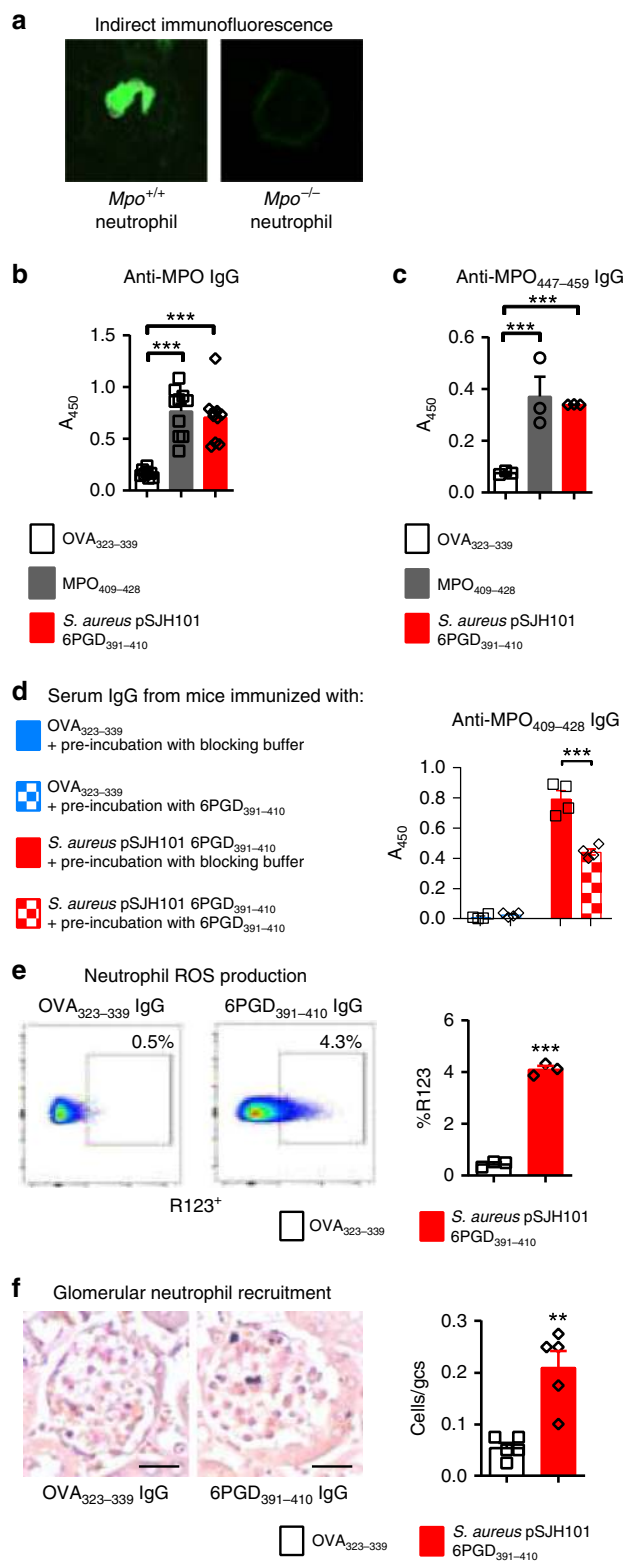 a
Indirect immunofluorescence
Mpo+/+
neutrophil
Mpo−/−
neutrophil
b
Anti-MPO IgG
***
***
A450
1.5
1.0
0.5
0.0
OVA323–339
MPO409–428
S. aureus pSJH101
6PGD391–410
c
Anti-MPO447–459 IgG
***
***
A450
0.6
0.4
0.2
0.0
OVA323–339
MPO409–428
S. aureus pSJH101
6PGD391–410
d
Serum IgG from mice immunized with:
OVA323–339
+ pre-incubation with blocking buffer
OVA323–339
+ pre-incubation with 6PGD391–410
S. aureus pSJH101 6PGD391–410
+ pre-incubation with blocking buffer
S. aureus pSJH101 6PGD391–410
+ pre-incubation with 6PGD391–410
Anti-MPO409–428 IgG
***
A450
1.0
0.8
0.6
0.4
0.2
0.0
e
Neutrophil ROS production
OVA323–339 IgG
0.5%
6PGD391–410 IgG
4.3%
R123+
***
%R123
6
4
2
0
OVA323–339
S. aureus pSJH101
6PGD391–410
f
Glomerular neutrophil recruitment
OVA323–339 IgG
6PGD391–410 IgG
**
Cells/gcs
0.3
0.2
0.1
0.0
OVA323–339
S. aureus pSJH101
6PGD391–410